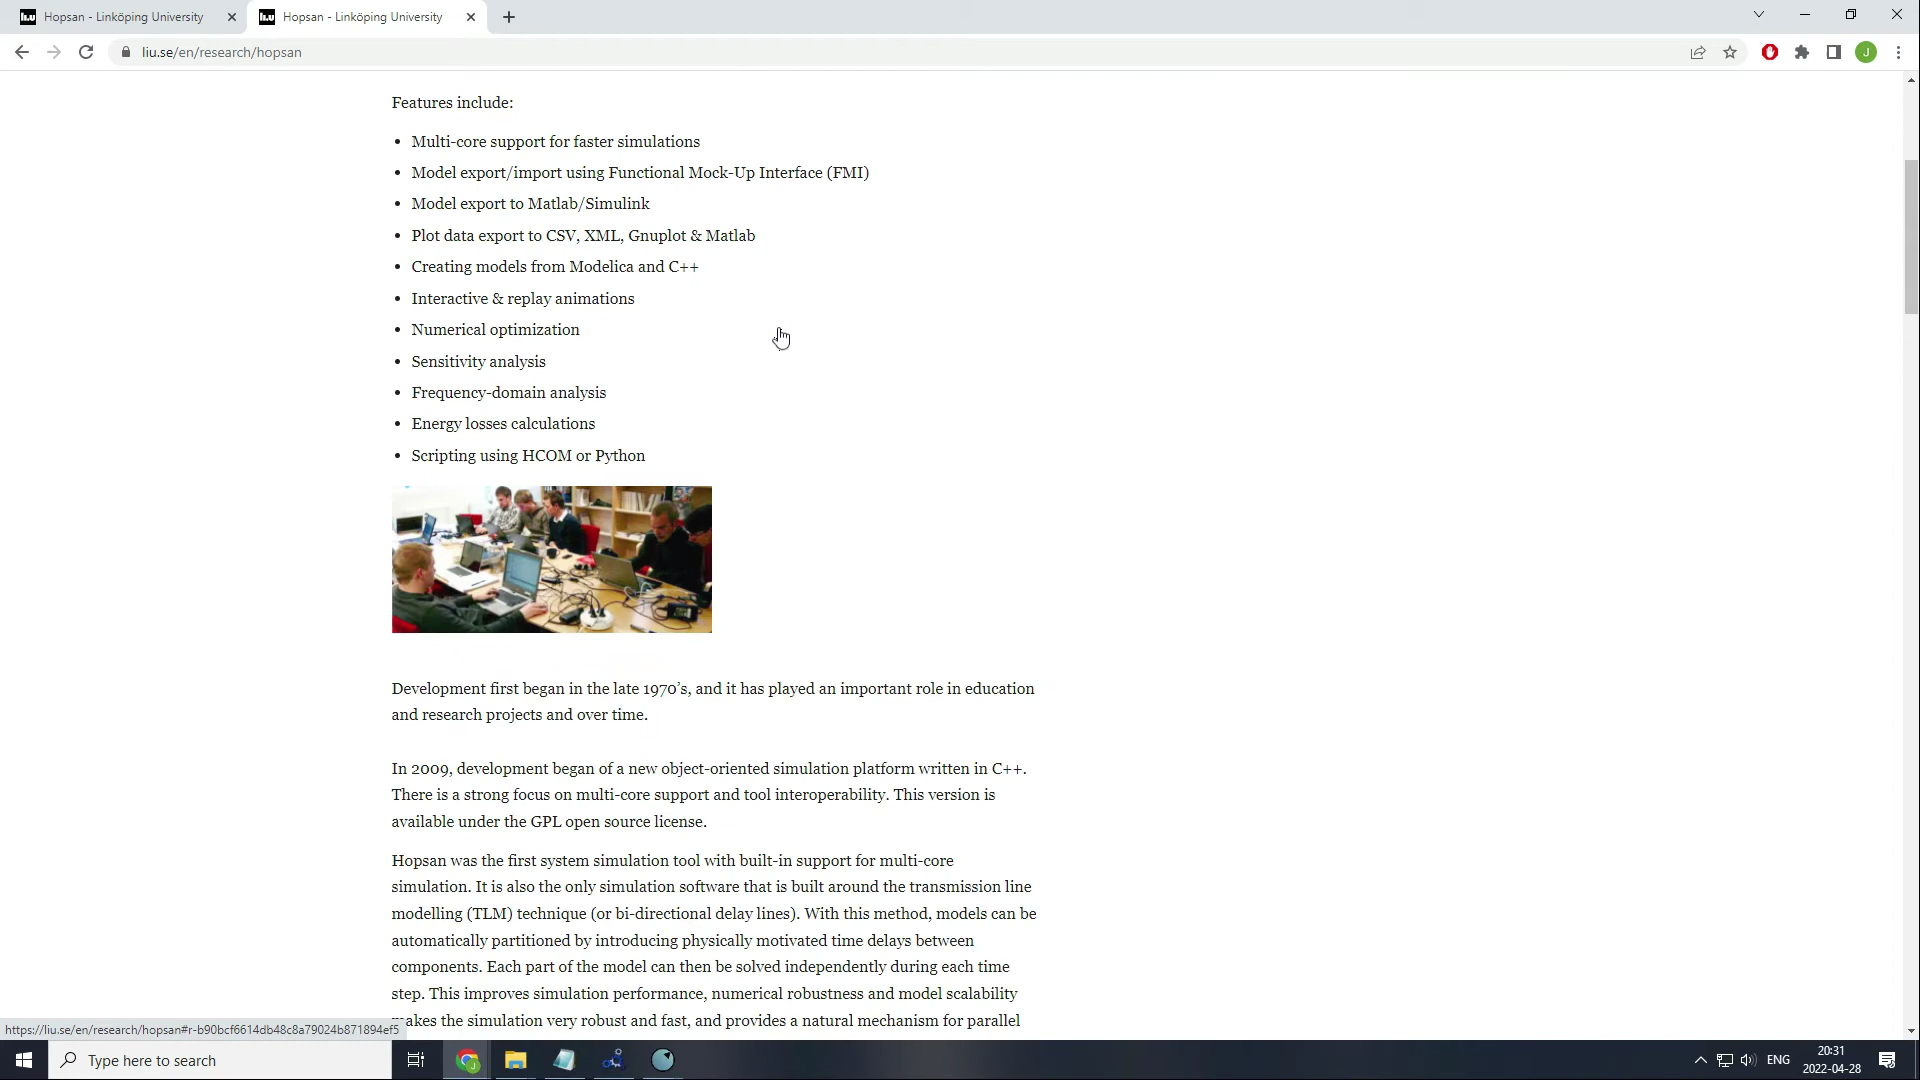 Hopsan - Linköping University
Hopsan - Linköping University
liu.se/en/research/hopsan
J
Features include:
• Multi-core support for faster simulations
• Model export/import using Functional Mock-Up Interface (FMI)
• Model export to Matlab/Simulink
• Plot data export to CSV, XML, Gnuplot & Matlab
• Creating models from Modelica and C++
• Interactive & replay animations
• Numerical optimization
• Sensitivity analysis
• Frequency-domain analysis
• Energy losses calculations
• Scripting using HCOM or Python
Development first began in the late 1970’s, and it has played an important role in education
and research projects and over time.
In 2009, development began of a new object-oriented simulation platform written in C++.
There is a strong focus on multi-core support and tool interoperability. This version is
available under the GPL open source license.
Hopsan was the first system simulation tool with built-in support for multi-core
simulation. It is also the only simulation software that is built around the transmission line
modelling (TLM) technique (or bi-directional delay lines). With this method, models can be
automatically partitioned by introducing physically motivated time delays between
components. Each part of the model can then be solved independently during each time
step. This improves simulation performance, numerical robustness and model scalability
makes the simulation very robust and fast, and provides a natural mechanism for parallel
https://liu.se/en/research/hopsan#r-b90bcf6614db48c8a79024b871894ef5
Type here to search
ENG
20:31
2022-04-28